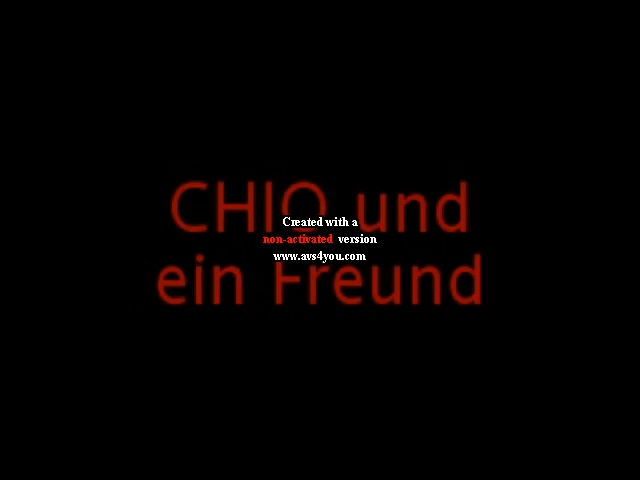 CHIO und
Created with a
non-activated version
www.avs4you.com
ein Freund